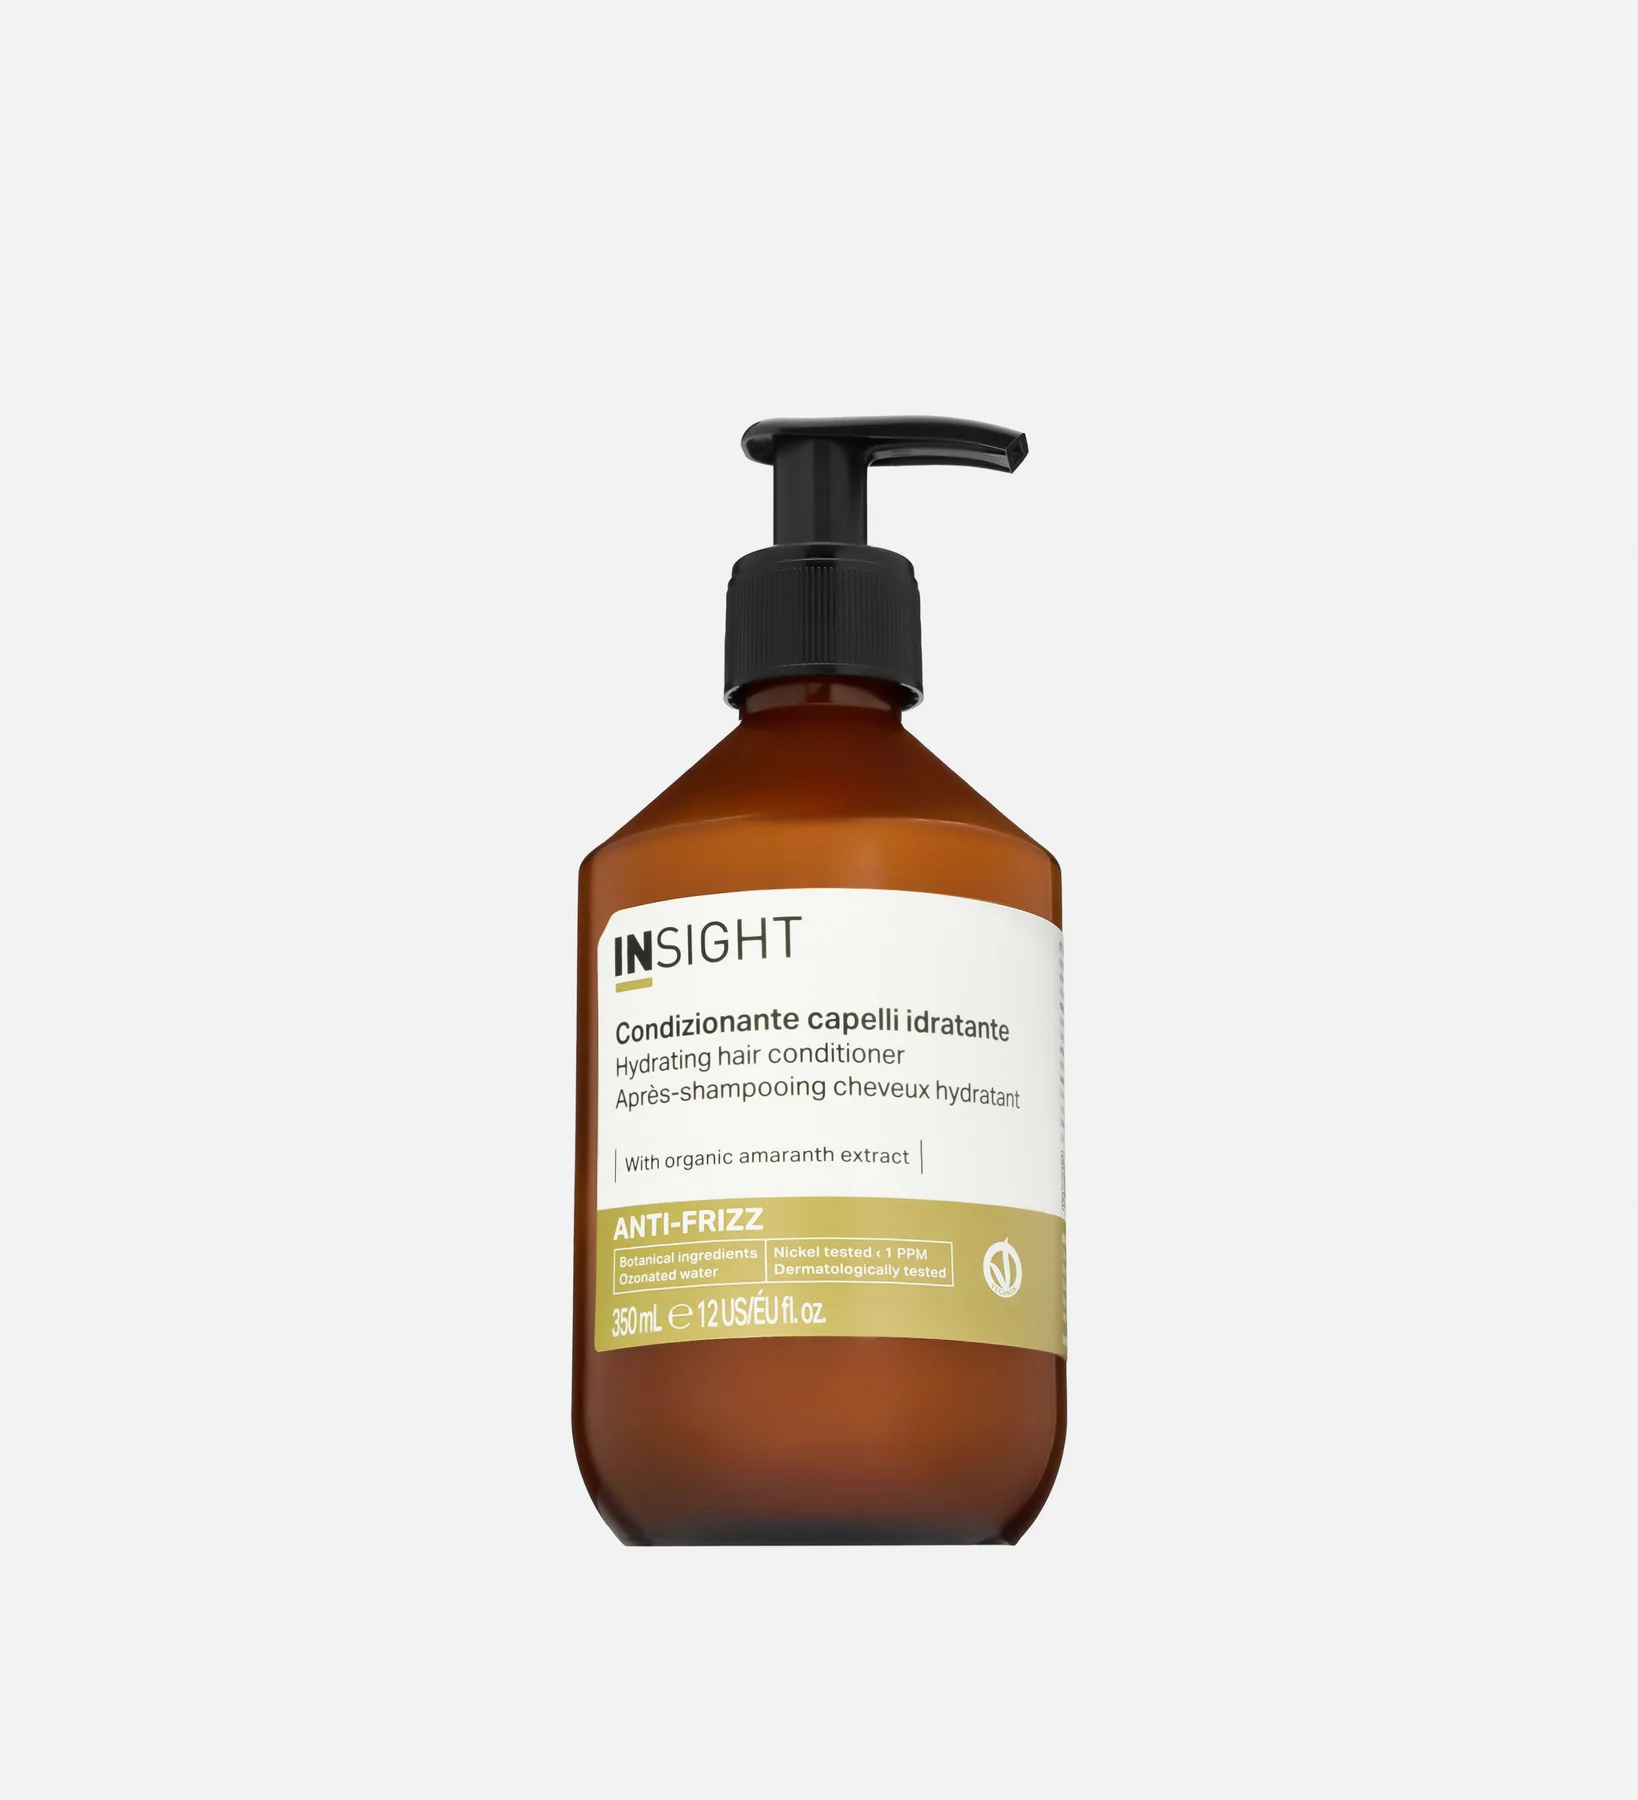 INSIGHT
Condizionante capelli idratante
Hydrating hair conditioner
Après-shampooing cheveux hydratant
With organic amaranth extract
ANTI-FRIZZ
Botanical ingredients
Ozonated water
Nickel tested < 1 PPM
Dermatologically tested
350 mL ℮ 12 US/ÉU fl. oz.